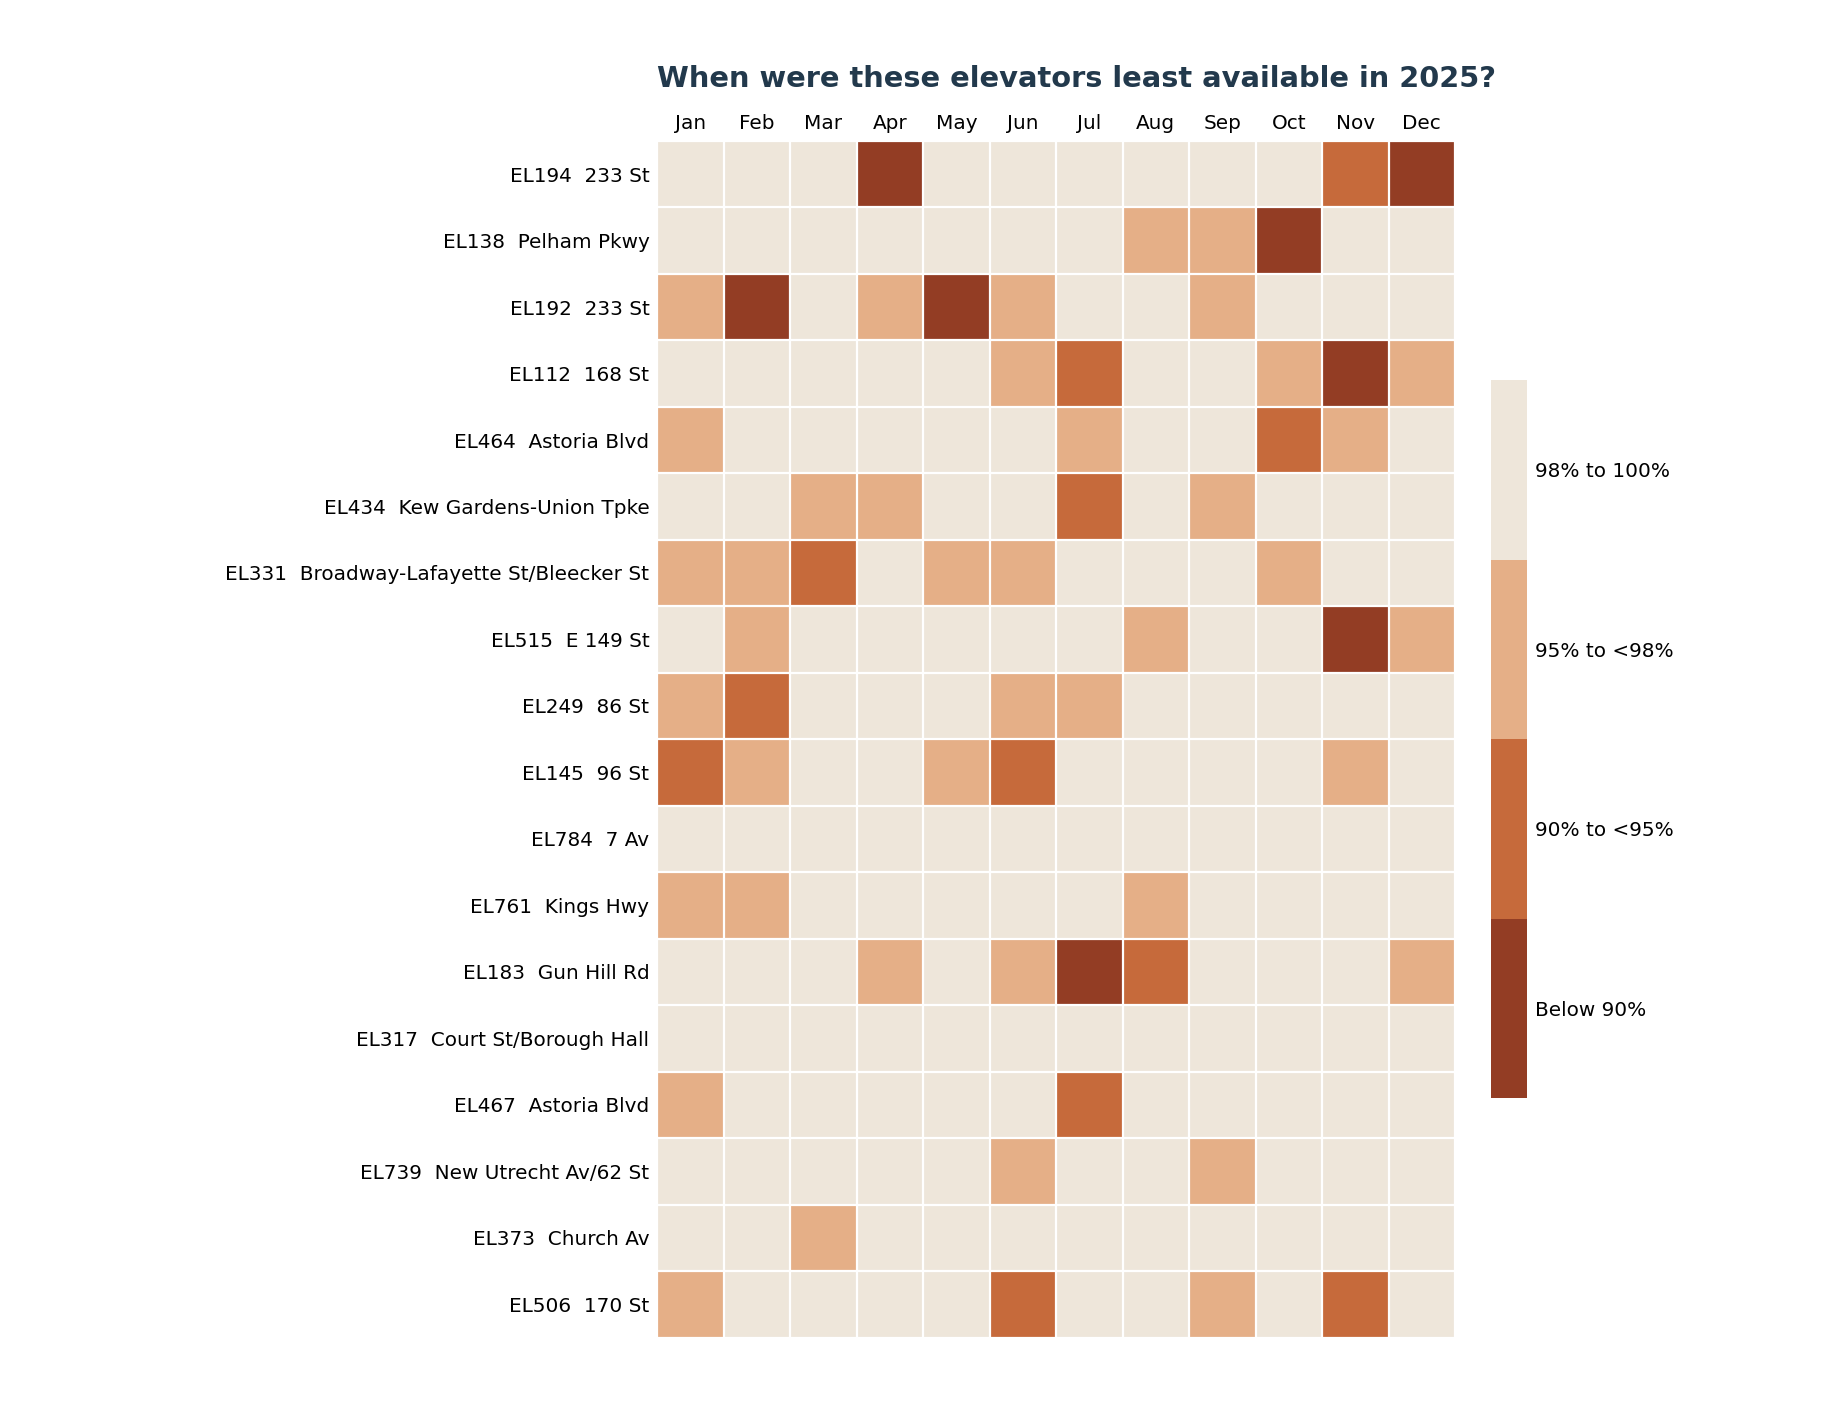 When were these elevators least available in 2025?
Jan Feb Mar Apr May Jun Jul Aug Sep Oct Nov Dec
EL194  233 St
EL138  Pelham Pkwy
EL192  233 St
EL112  168 St
EL464  Astoria Blvd
EL434  Kew Gardens-Union Tpke
EL331  Broadway-Lafayette St/Bleecker St
EL515  E 149 St
EL249  86 St
EL145  96 St
EL784  7 Av
EL761  Kings Hwy
EL183  Gun Hill Rd
EL317  Court St/Borough Hall
EL467  Astoria Blvd
EL739  New Utrecht Av/62 St
EL373  Church Av
EL506  170 St
98% to 100%
95% to <98%
90% to <95%
Below 90%